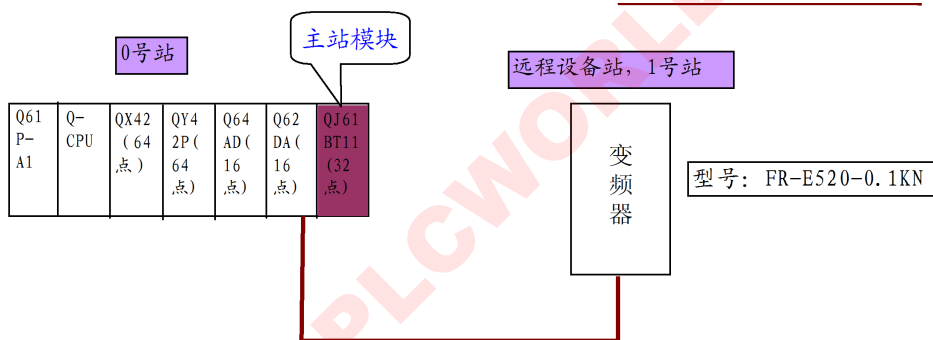 主站模块
0号站
远程设备站，1号站
Q61
P-
A1
Q-
CPU
QX42
(64
点)
QY4
2P(
64
点)
Q64
AD(
16
点)
Q62
DA(
16
点)
QJ61
BT11
(32
点)
变
频
器
型号: FR-E520-0.1KN
PLCWORL